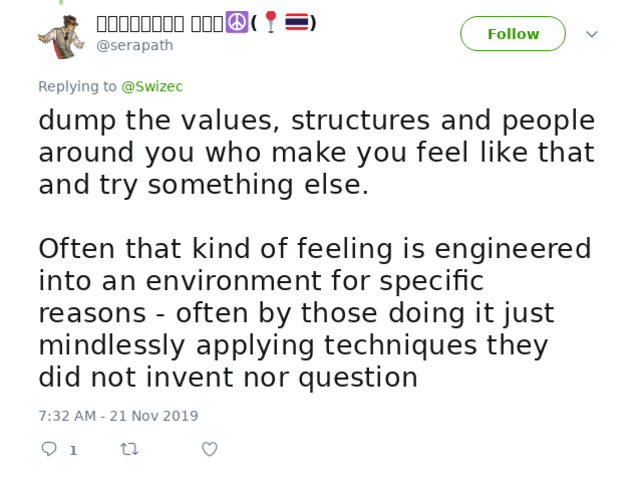 @serapath
Follow
Replying to @Swizec
dump the values, structures and people
around you who make you feel like that
and try something else.
Often that kind of feeling is engineered
into an environment for specific
reasons - often by those doing it just
mindlessly applying techniques they
did not invent nor question
7:32 AM - 21 Nov 2019
1